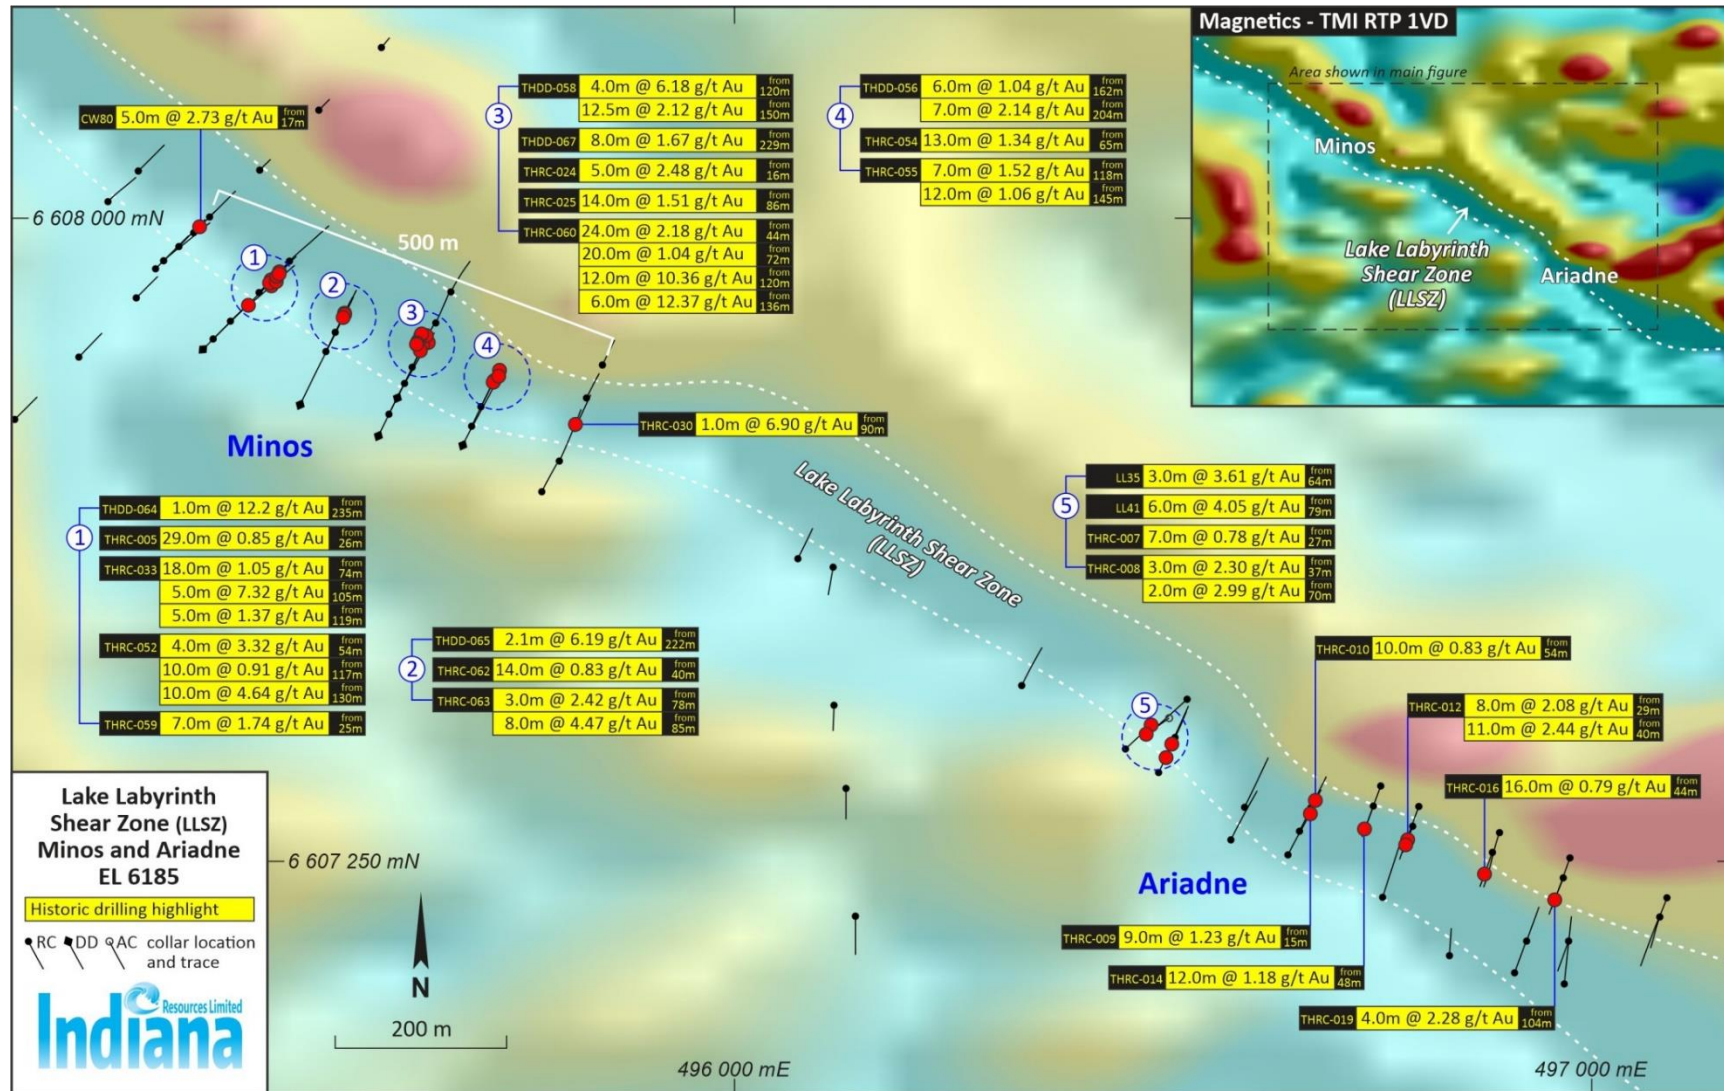 Magnetics - TMI RTP 1VD
Area shown in main figure
Minos
Lake Labyrinth
Shear Zone
(LLSZ)
Ariadne
CW80 5.0m @ 2.73 g/t Au from 17m
6 608 000 mN
500 m
1
2
3
4
3
THDD-058 4.0m @ 6.18 g/t Au from 120m
12.5m @ 2.12 g/t Au from 150m
THDD-067 8.0m @ 1.67 g/t Au from 229m
THRC-024 5.0m @ 2.48 g/t Au from 16m
THRC-025 14.0m @ 1.51 g/t Au from 86m
THRC-060 24.0m @ 2.18 g/t Au from 44m
20.0m @ 1.04 g/t Au from 72m
12.0m @ 10.36 g/t Au from 120m
6.0m @ 12.37 g/t Au from 136m
4
THDD-056 6.0m @ 1.04 g/t Au from 162m
7.0m @ 2.14 g/t Au from 204m
THRC-054 13.0m @ 1.34 g/t Au from 65m
THRC-055 7.0m @ 1.52 g/t Au from 118m
12.0m @ 1.06 g/t Au from 145m
THRC-030 1.0m @ 6.90 g/t Au from 90m
Minos
Lake Labyrinth Shear Zone
(LLSZ)
1
THDD-064 1.0m @ 12.2 g/t Au from 235m
THRC-005 29.0m @ 0.85 g/t Au from 26m
THRC-033 18.0m @ 1.05 g/t Au from 74m
5.0m @ 7.32 g/t Au from 105m
5.0m @ 1.37 g/t Au from 119m
THRC-052 4.0m @ 3.32 g/t Au from 54m
10.0m @ 0.91 g/t Au from 117m
10.0m @ 4.64 g/t Au from 130m
THRC-059 7.0m @ 1.74 g/t Au from 25m
2
THDD-065 2.1m @ 6.19 g/t Au from 222m
THRC-062 14.0m @ 0.83 g/t Au from 40m
THRC-063 3.0m @ 2.42 g/t Au from 78m
8.0m @ 4.47 g/t Au from 85m
5
LL35 3.0m @ 3.61 g/t Au from 64m
LL41 6.0m @ 4.05 g/t Au from 79m
THRC-007 7.0m @ 0.78 g/t Au from 27m
THRC-008 3.0m @ 2.30 g/t Au from 37m
2.0m @ 2.99 g/t Au from 70m
5
THRC-010 10.0m @ 0.83 g/t Au from 54m
THRC-012 8.0m @ 2.08 g/t Au from 29m
11.0m @ 2.44 g/t Au from 40m
THRC-016 16.0m @ 0.79 g/t Au from 44m
Ariadne
THRC-009 9.0m @ 1.23 g/t Au from 15m
THRC-014 12.0m @ 1.18 g/t Au from 48m
THRC-019 4.0m @ 2.28 g/t Au from 104m
6 607 250 mN
Lake Labyrinth
Shear Zone (LLSZ)
Minos and Ariadne
EL 6185
Historic drilling highlight
RC DD AC collar location
and trace
Indiana Resources Limited
N
200 m
496 000 mE
497 000 mE